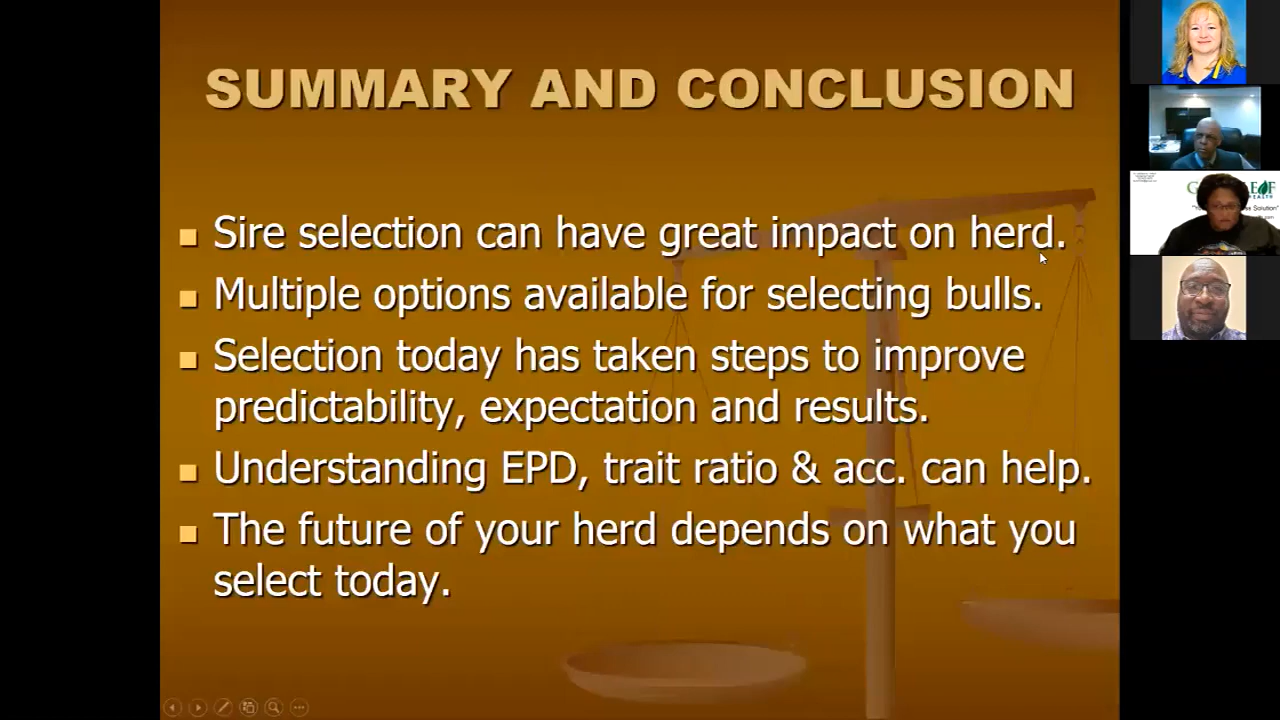 SUMMARY AND CONCLUSION
Sire selection can have great impact on herd.
Multiple options available for selecting bulls.
Selection today has taken steps to improve
predictability, expectation and results.
Understanding EPD, trait ratio & acc. can help.
The future of your herd depends on what you
select today.